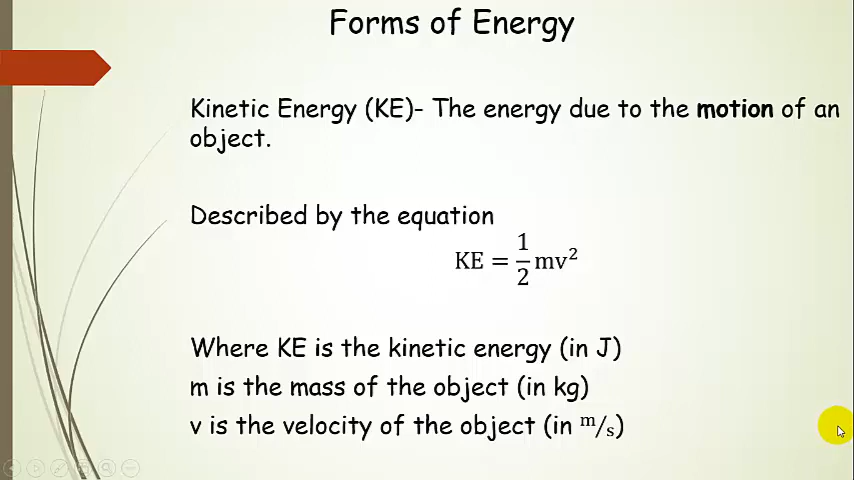 Forms of Energy
Kinetic Energy (KE)- The energy due to the motion of an
object.
Described by the equation
KE = 1/2 mv²
Where KE is the kinetic energy (in J)
m is the mass of the object (in kg)
v is the velocity of the object (in m/s)